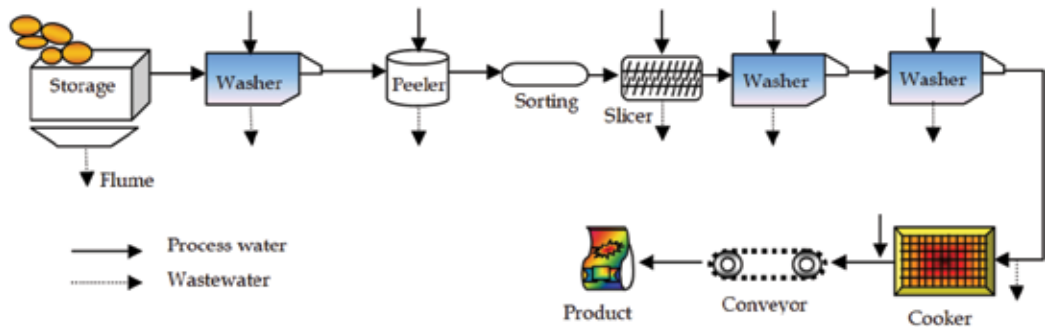 Storage
Washer
Peeler
Sorting
Slicer
Washer
Washer
Flume
Process water
Wastewater
Product
Conveyor
Cooker